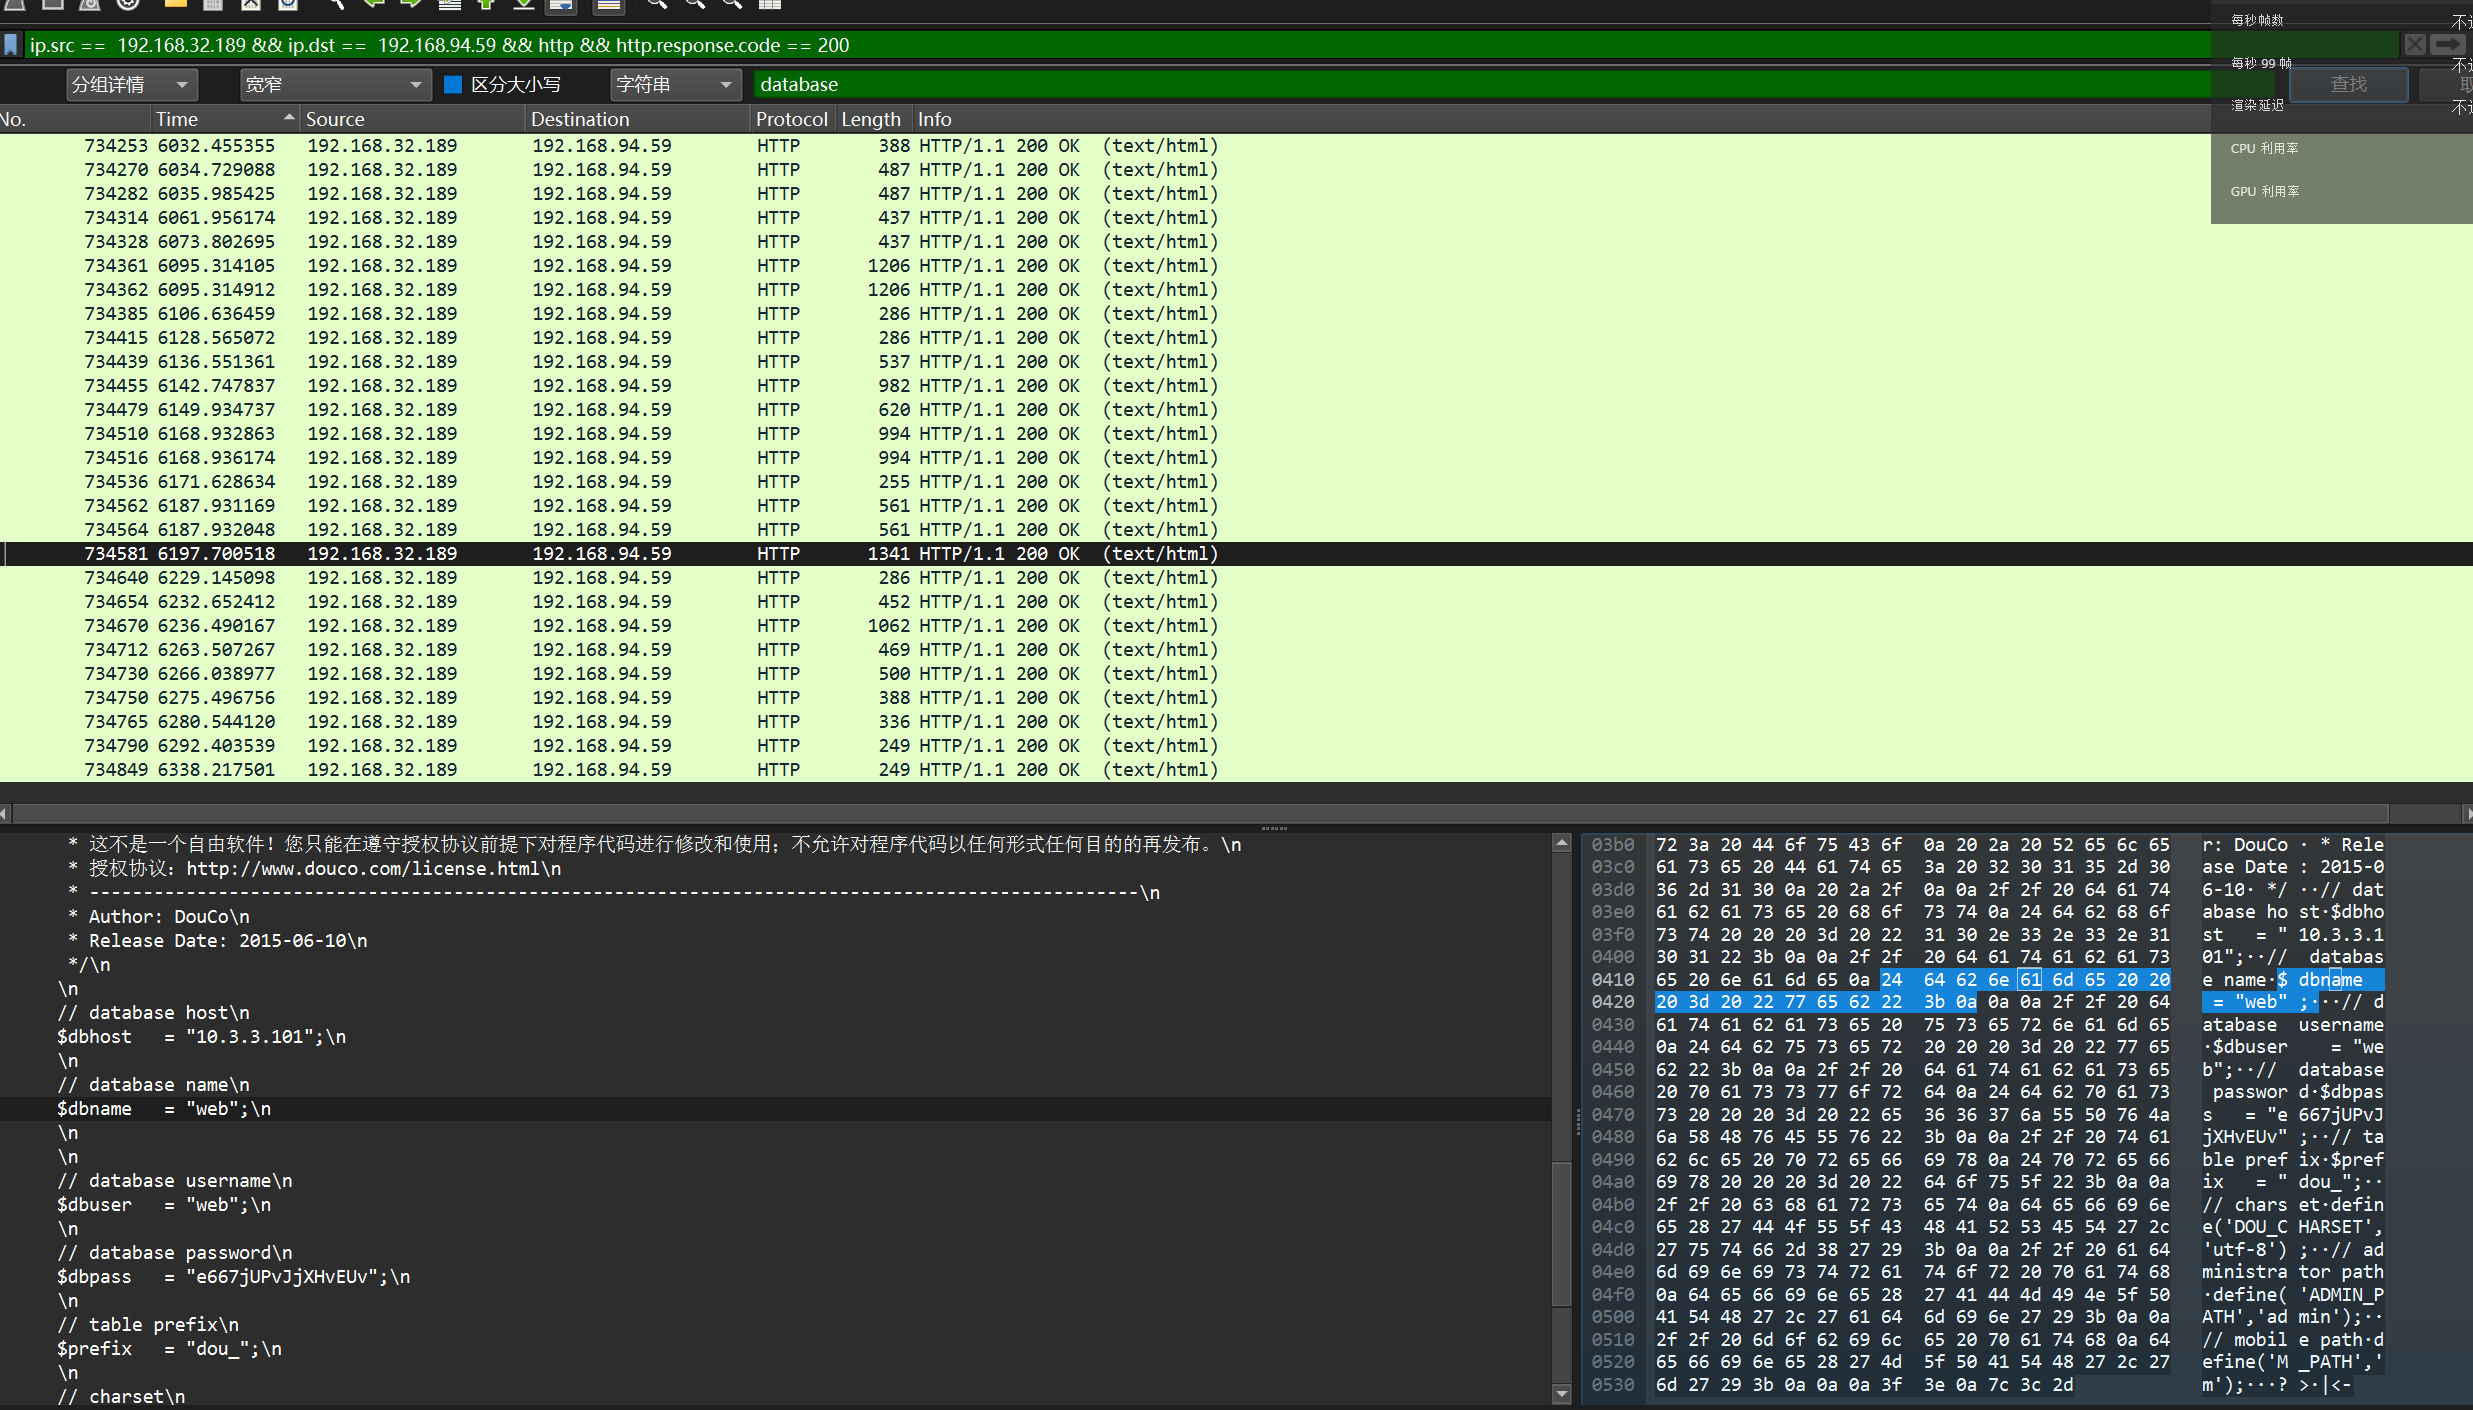 ip.src ==  192.168.32.189 && ip.dst ==  192.168.94.59 && http && http.response.code == 200
每秒帧数
每秒 99 帧
渲染延迟
CPU 利用率
GPU 利用率
分组详情 宽窄 区分大小写 字符串 database 查找
No. Time Source Destination Protocol Length Info
734253 6032.455355 192.168.32.189 192.168.94.59 HTTP 388 HTTP/1.1 200 OK  (text/html)
734270 6034.729088 192.168.32.189 192.168.94.59 HTTP 487 HTTP/1.1 200 OK  (text/html)
734282 6035.985425 192.168.32.189 192.168.94.59 HTTP 487 HTTP/1.1 200 OK  (text/html)
734314 6061.956174 192.168.32.189 192.168.94.59 HTTP 437 HTTP/1.1 200 OK  (text/html)
734328 6073.802695 192.168.32.189 192.168.94.59 HTTP 437 HTTP/1.1 200 OK  (text/html)
734361 6095.314105 192.168.32.189 192.168.94.59 HTTP 1206 HTTP/1.1 200 OK  (text/html)
734362 6095.314912 192.168.32.189 192.168.94.59 HTTP 1206 HTTP/1.1 200 OK  (text/html)
734385 6106.636459 192.168.32.189 192.168.94.59 HTTP 286 HTTP/1.1 200 OK  (text/html)
734415 6128.565072 192.168.32.189 192.168.94.59 HTTP 286 HTTP/1.1 200 OK  (text/html)
734439 6136.551361 192.168.32.189 192.168.94.59 HTTP 537 HTTP/1.1 200 OK  (text/html)
734455 6142.747837 192.168.32.189 192.168.94.59 HTTP 982 HTTP/1.1 200 OK  (text/html)
734479 6149.934737 192.168.32.189 192.168.94.59 HTTP 620 HTTP/1.1 200 OK  (text/html)
734510 6168.932863 192.168.32.189 192.168.94.59 HTTP 994 HTTP/1.1 200 OK  (text/html)
734516 6168.936174 192.168.32.189 192.168.94.59 HTTP 994 HTTP/1.1 200 OK  (text/html)
734536 6171.628634 192.168.32.189 192.168.94.59 HTTP 255 HTTP/1.1 200 OK  (text/html)
734562 6187.931169 192.168.32.189 192.168.94.59 HTTP 561 HTTP/1.1 200 OK  (text/html)
734564 6187.932048 192.168.32.189 192.168.94.59 HTTP 561 HTTP/1.1 200 OK  (text/html)
734581 6197.700518 192.168.32.189 192.168.94.59 HTTP 1341 HTTP/1.1 200 OK  (text/html)
734640 6229.145098 192.168.32.189 192.168.94.59 HTTP 286 HTTP/1.1 200 OK  (text/html)
734654 6232.652412 192.168.32.189 192.168.94.59 HTTP 452 HTTP/1.1 200 OK  (text/html)
734670 6236.490167 192.168.32.189 192.168.94.59 HTTP 1062 HTTP/1.1 200 OK  (text/html)
734712 6263.507267 192.168.32.189 192.168.94.59 HTTP 469 HTTP/1.1 200 OK  (text/html)
734730 6266.038977 192.168.32.189 192.168.94.59 HTTP 500 HTTP/1.1 200 OK  (text/html)
734750 6275.496756 192.168.32.189 192.168.94.59 HTTP 388 HTTP/1.1 200 OK  (text/html)
734765 6280.544120 192.168.32.189 192.168.94.59 HTTP 336 HTTP/1.1 200 OK  (text/html)
734790 6292.403539 192.168.32.189 192.168.94.59 HTTP 249 HTTP/1.1 200 OK  (text/html)
734849 6338.217501 192.168.32.189 192.168.94.59 HTTP 249 HTTP/1.1 200 OK  (text/html)
* 这不是一个自由软件！您只能在遵守授权协议前提下对程序代码进行修改和使用；不允许对程序代码以任何形式任何目的的再发布。\n
* 授权协议：http://www.douco.com/license.html\n
* --------------------------------------------------------------------------------------------------\n
* Author: DouCo\n
* Release Date: 2015-06-10\n
*/\n
\n
// database host\n
$dbhost   = "10.3.3.101";\n
\n
// database name\n
$dbname   = "web";\n
\n
\n
// database username\n
$dbuser   = "web";\n
\n
// database password\n
$dbpass   = "e667jUPvJjXHvEUv";\n
\n
// table prefix\n
$prefix   = "dou_";\n
\n
// charset\n
03b0 72 3a 20 44 6f 75 43 6f  0a 20 2a 20 52 65 6c 65 r: DouCo · * Rele
03c0 61 73 65 20 44 61 74 65  3a 20 32 30 31 35 2d 30 ase Date : 2015-0
03d0 36 2d 31 30 0a 20 2a 2f  0a 0a 2f 2f 20 64 61 74 6-10· */ ··// dat
03e0 61 62 61 73 65 20 68 6f  73 74 0a 24 64 62 68 6f abase ho st·$dbho
03f0 73 74 20 20 20 3d 20 22  31 30 2e 33 2e 33 2e 31 st   = " 10.3.3.1
0400 30 31 22 3b 0a 0a 2f 2f  20 64 61 74 61 62 61 73 01";··//  databas
0410 65 20 6e 61 6d 65 0a 24  64 62 6e 61 6d 65 20 20 e name·$ dbname
0420 20 3d 20 22 77 65 62 22  3b 0a 0a 0a 2f 2f 20 64  = "web" ;···// d
0430 61 74 61 62 61 73 65 20  75 73 65 72 6e 61 6d 65 atabase  username
0440 0a 24 64 62 75 73 65 72  20 20 20 3d 20 22 77 65 ·$dbuser    = "we
0450 62 22 3b 0a 0a 2f 2f 20  64 61 74 61 62 61 73 65 b";··//  database
0460 20 70 61 73 73 77 6f 72  64 0a 24 64 62 70 61 73  passwor d·$dbpas
0470 73 20 20 20 3d 20 22 65  36 36 37 6a 55 50 76 4a s   = "e 667jUPvJ
0480 6a 58 48 76 45 55 76 22  3b 0a 0a 2f 2f 20 74 61 jXHvEUv" ;··// ta
0490 62 6c 65 20 70 72 65 66  69 78 0a 24 70 72 65 66 ble pref ix·$pref
04a0 69 78 20 20 20 3d 20 22  64 6f 75 5f 22 3b 0a 0a ix   = " dou_";··
04b0 2f 2f 20 63 68 61 72 73  65 74 0a 64 65 66 69 6e // chars et·defin
04c0 65 28 27 44 4f 55 5f 43  48 41 52 53 45 54 27 2c e('DOU_C HARSET',
04d0 27 75 74 66 2d 38 27 29  3b 0a 0a 2f 2f 20 61 64 'utf-8') ;··// ad
04e0 6d 69 6e 69 73 74 72 61  74 6f 72 20 70 61 74 68 ministra tor path
04f0 0a 64 65 66 69 6e 65 28  27 41 44 4d 49 4e 5f 50 ·define( 'ADMIN_P
0500 41 54 48 27 2c 27 61 64  6d 69 6e 27 29 3b 0a 0a ATH','ad min');··
0510 2f 2f 20 6d 6f 62 69 6c  65 20 70 61 74 68 0a 64 // mobil e path·d
0520 65 66 69 6e 65 28 27 4d  5f 50 41 54 48 27 2c 27 efine('M _PATH','
0530 6d 27 29 3b 0a 0a 0a 3f  3e 0a 7c 3c 2d m');···? >·|<-